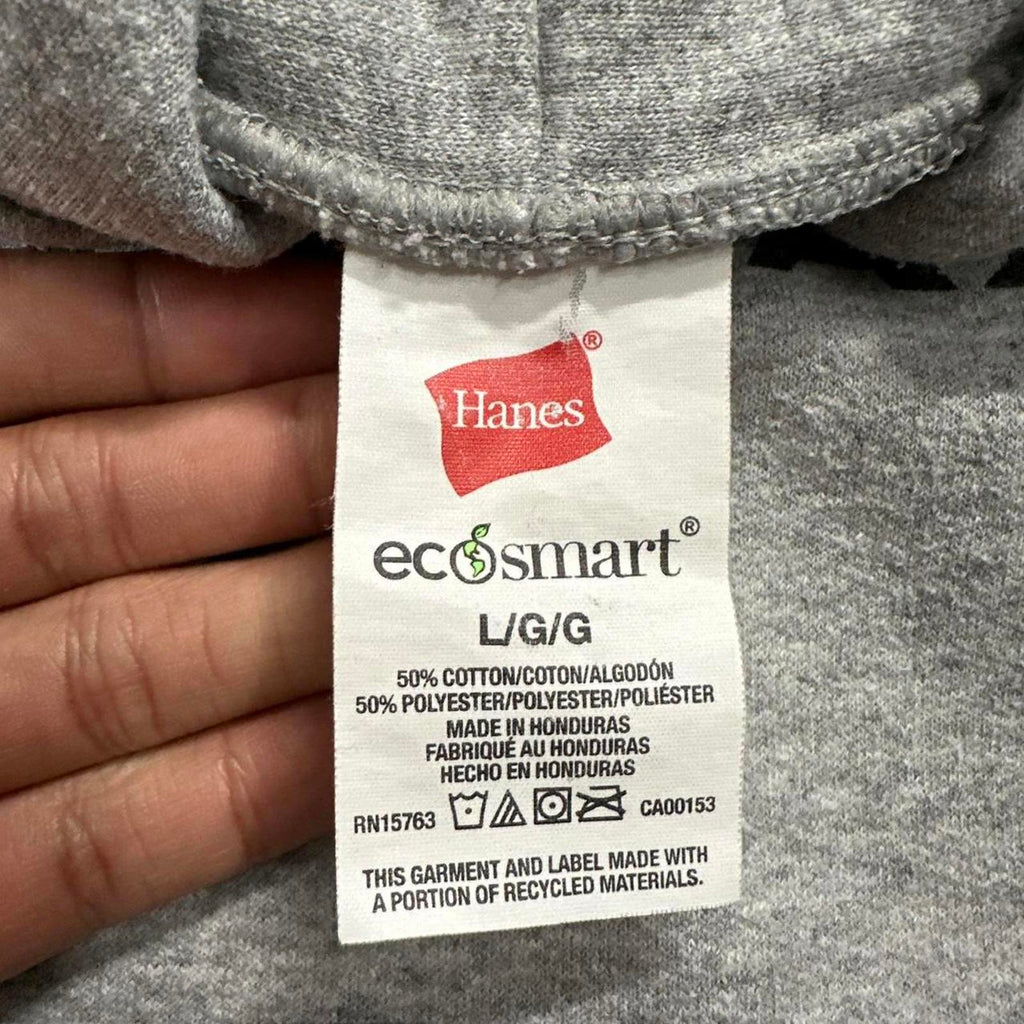 Hanes®
ecosmart®
L/G/G
50% COTTON/COTON/ALGODÓN
50% POLYESTER/POLYESTER/POLIÉSTER
MADE IN HONDURAS
FABRIQUÉ AU HONDURAS
HECHO EN HONDURAS
RN15763 CA00153
THIS GARMENT AND LABEL MADE WITH
A PORTION OF RECYCLED MATERIALS.